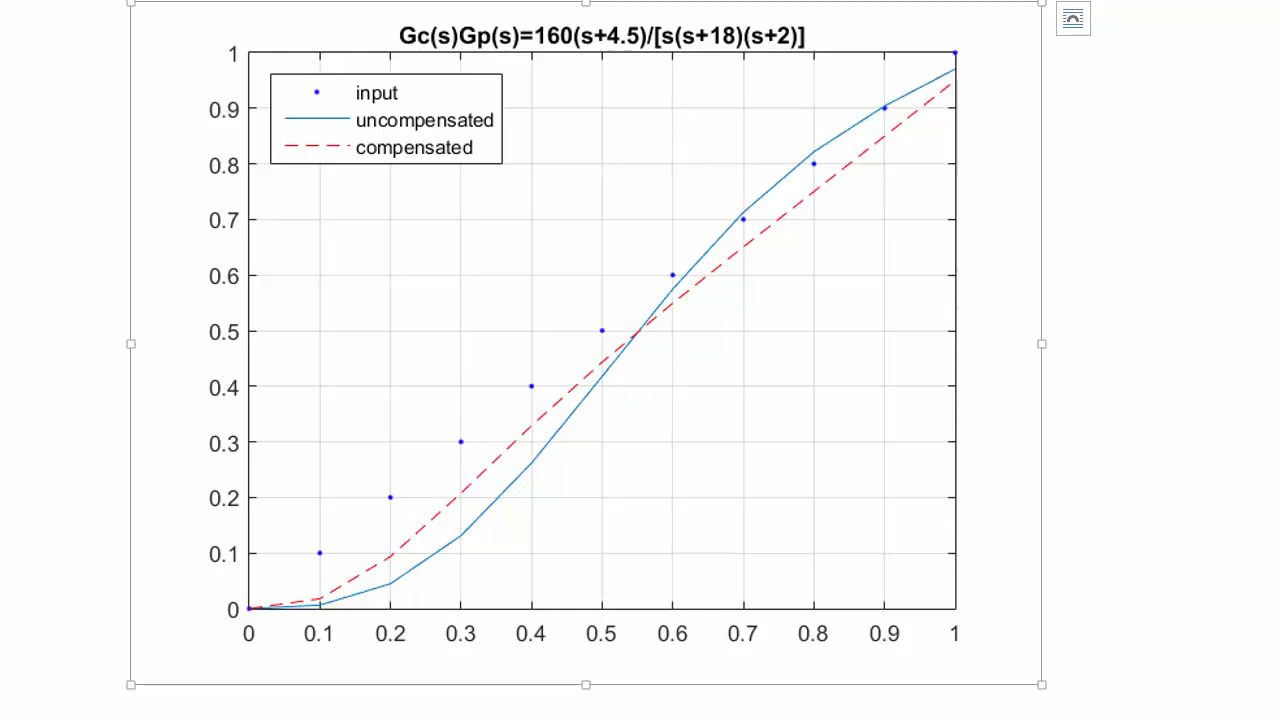 Gc(s)Gp(s)=160(s+4.5)/[s(s+18)(s+2)]
input
uncompensated
compensated
1
0.9
0.8
0.7
0.6
0.5
0.4
0.3
0.2
0.1
0
0 0.1 0.2 0.3 0.4 0.5 0.6 0.7 0.8 0.9 1